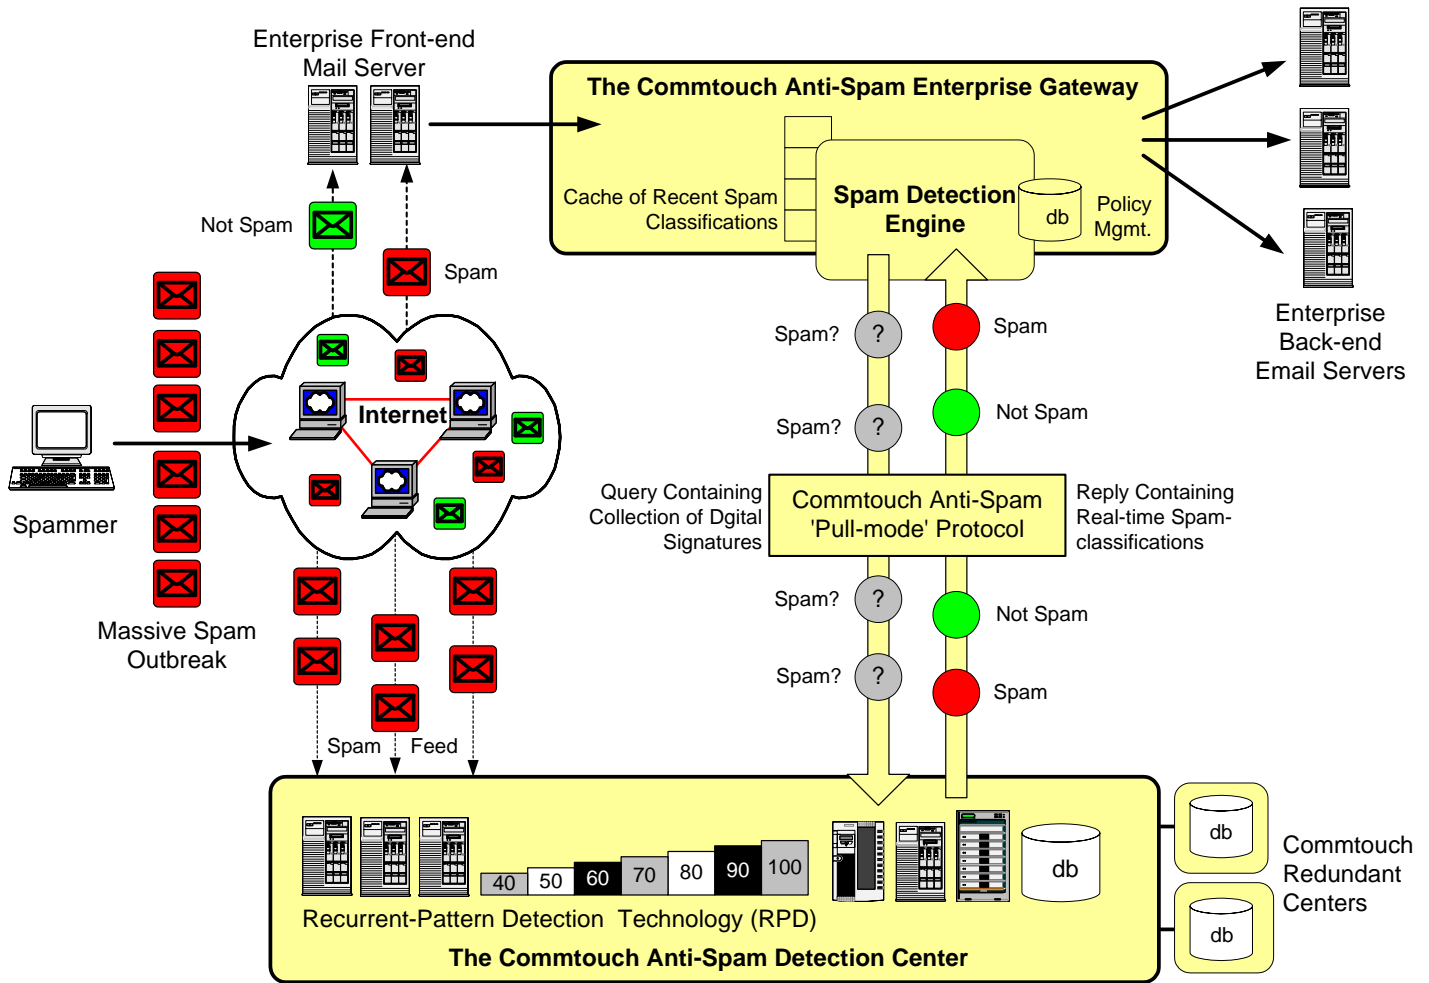 Enterprise Front-end
Mail Server
The Commtouch Anti-Spam Enterprise Gateway
Cache of Recent Spam
Classifications
Spam Detection
Engine
db
Policy
Mgmt.
Not Spam
Spam
Enterprise
Back-end
Email Servers
Internet
Spammer
Massive Spam
Outbreak
Spam?
?
Spam
Spam?
?
Not Spam
Query Containing
Collection of Dgital
Signatures
Commtouch Anti-Spam
'Pull-mode' Protocol
Reply Containing
Real-time Spam-
classifications
Spam?
?
Not Spam
Spam?
?
Spam
Spam Feed
40 50 60 70 80 90 100
db
Recurrent-Pattern Detection Technology (RPD)
The Commtouch Anti-Spam Detection Center
db
db
Commtouch
Redundant
Centers